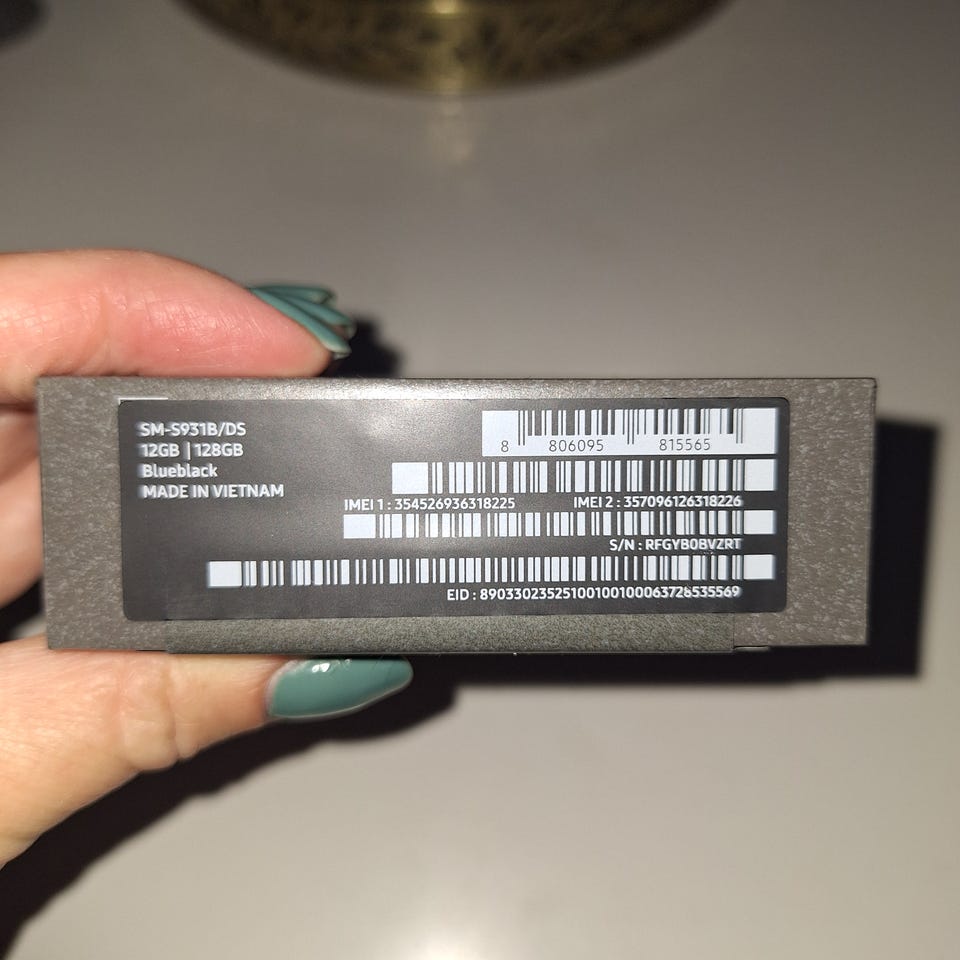 SM-S931B/DS
12GB | 128GB
Blueblack
MADE IN VIETNAM
8 806095 815565
IMEI 1 : 354526936318225 IMEI 2 : 357096126318226
S/N : RFGYB0BVZRT
EID : 89033023525100100100063726535569